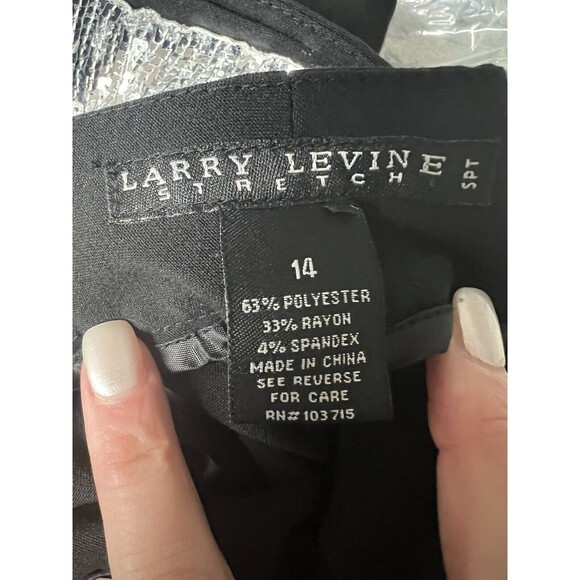 LARRY LEVINE
STRETCH
SPT
14
63% POLYESTER
33% RAYON
4% SPANDEX
MADE IN CHINA
SEE REVERSE
FOR CARE
RN# 103715